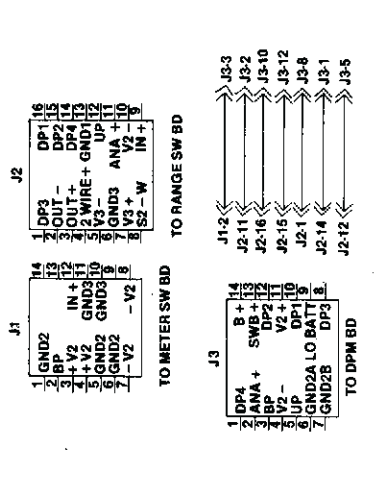 J1
1 GND2 14
2 BP 13
3 +V2 IN+ 12
4 +V2 GND3 11
5 GND2 GND3 10
6 GND2 9
7 -V2 -V2 8
TO METER SW BD
J2
1 DP3 DP1 16
2 OUT- DP2 15
3 OUT+ DP4 14
4 2 WIRE+ GND1 13
5 V3- UP 12
6 GND3 ANA+ 11
7 V3+ V2- 10
8 S2-W IN+ 9
TO RANGE SW BD
J3
1 DP4 B+ 14
2 ANA+ SWB+ 13
3 BP DP2 12
4 V2- V2+ 11
5 UP DP1 10
6 GND2A LO BATT 9
7 GND2B DP3 8
TO DPM BD
J1-2 J3-3
J2-11 J3-2
J2-16 J3-10
J2-15 J3-12
J2-1 J3-8
J2-14 J3-1
J2-12 J3-5